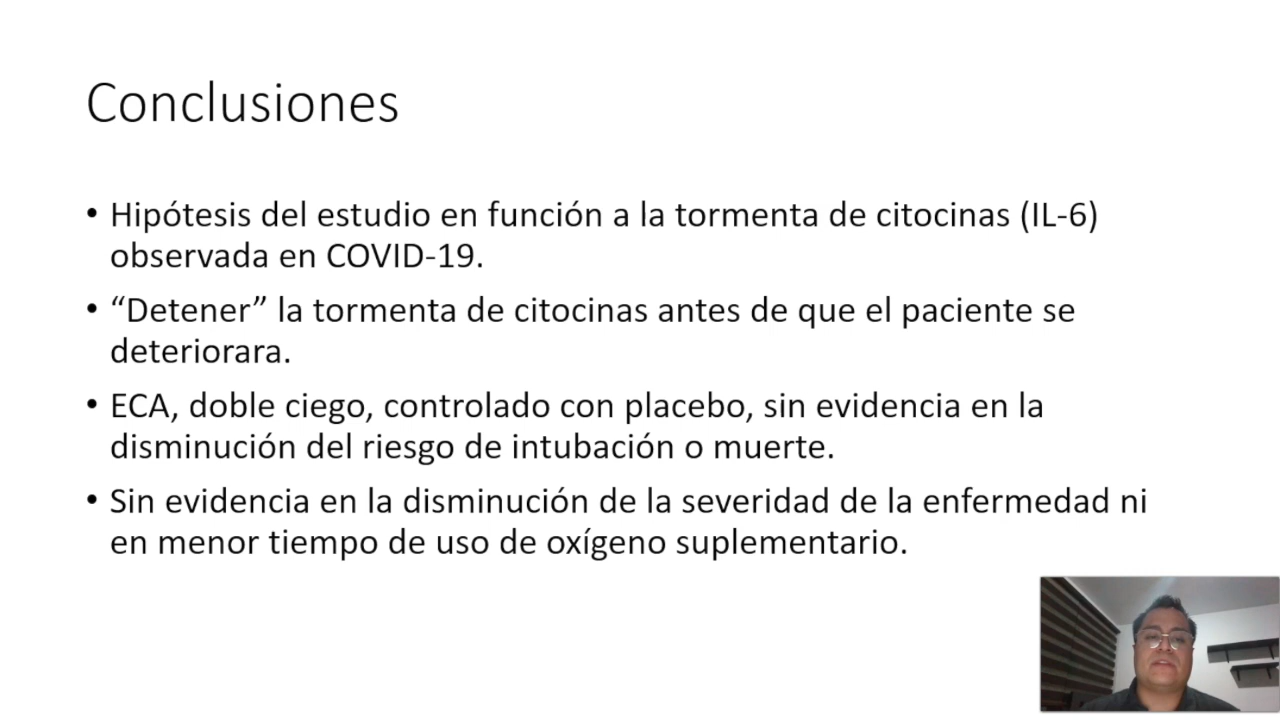 Conclusiones
• Hipótesis del estudio en función a la tormenta de citocinas (IL-6)
observada en COVID-19.
• “Detener” la tormenta de citocinas antes de que el paciente se
deteriorara.
• ECA, doble ciego, controlado con placebo, sin evidencia en la
disminución del riesgo de intubación o muerte.
• Sin evidencia en la disminución de la severidad de la enfermedad ni
en menor tiempo de uso de oxígeno suplementario.